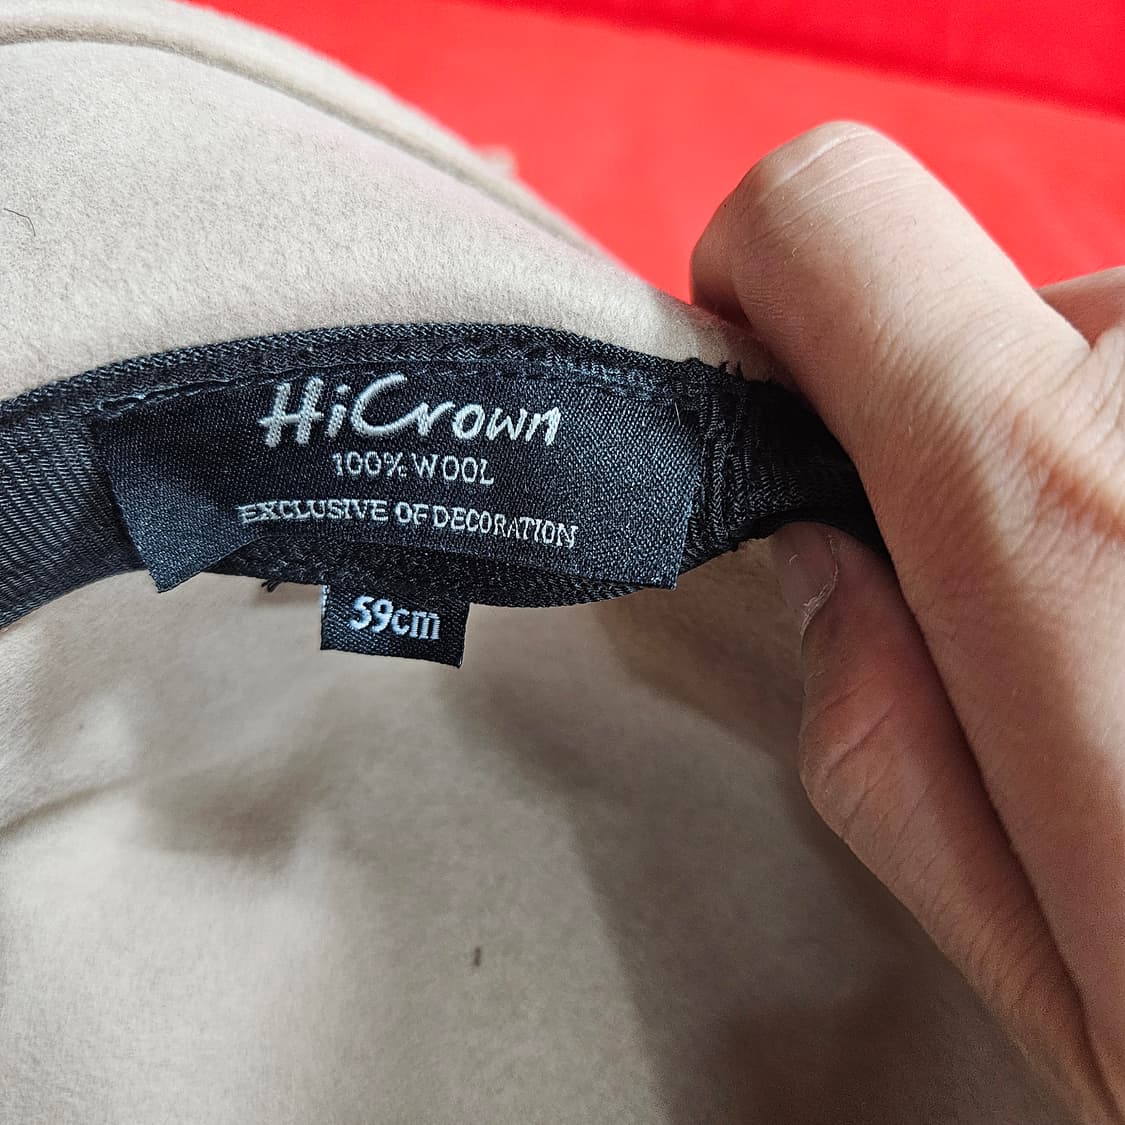 HiCrown
100% WOOL
EXCLUSIVE OF DECORATION
59cm